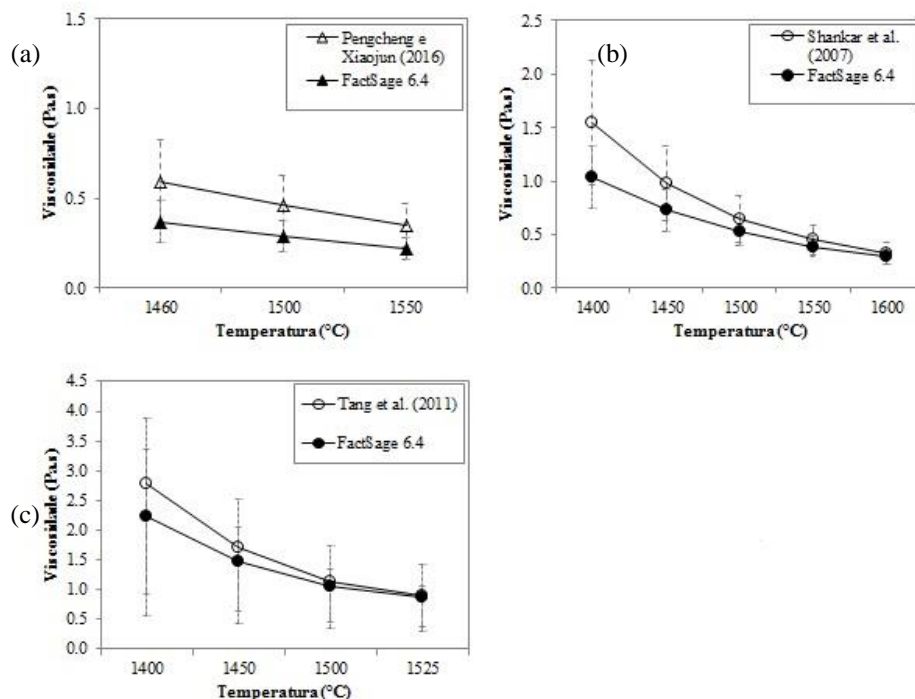 (a)
Viscosidade (Pa.s)
1.5
1.0
0.5
0.0
Pengcheng e
Xiaojun (2016)
FactSage 6.4
1460 1500 1550
Temperatura (°C)
(b)
Viscosidade (Pa.s)
2.5
2.0
1.5
1.0
0.5
0.0
Shankar et al.
(2007)
FactSage 6.4
1400 1450 1500 1550 1600
Temperatura (°C)
(c)
Viscosidade (Pa.s)
4.5
4.0
3.5
3.0
2.5
2.0
1.5
1.0
0.5
0.0
Tang et al. (2011)
FactSage 6.4
1400 1450 1500 1525
Temperatura (°C)